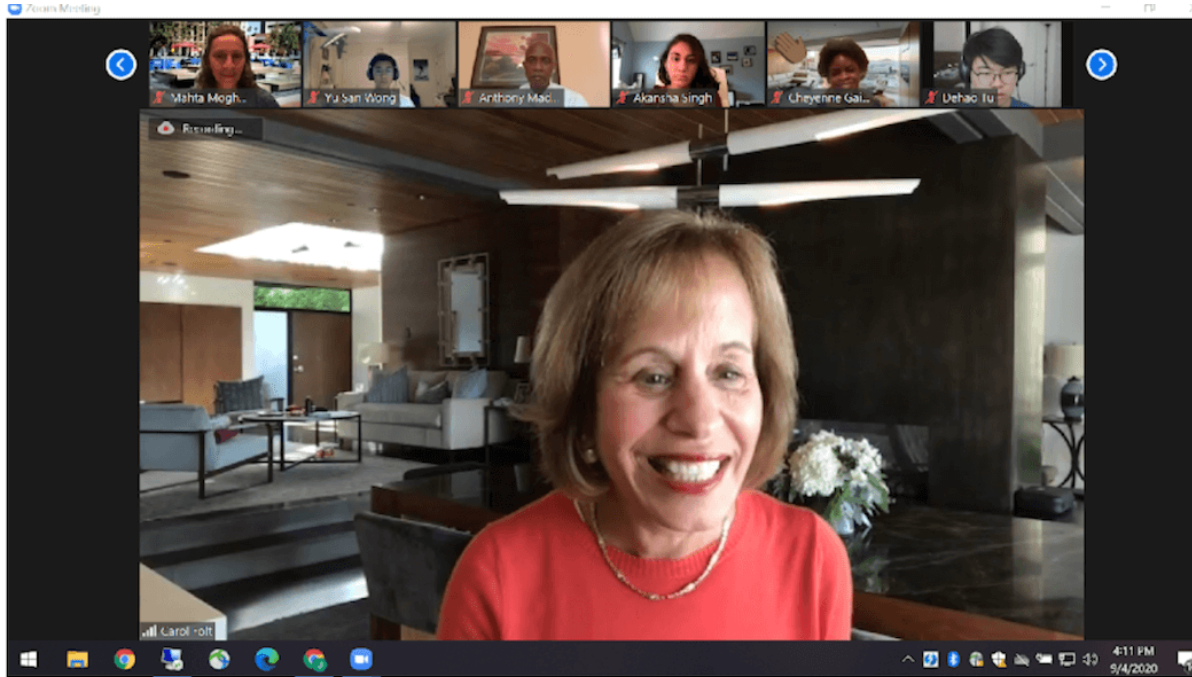 Zoom Meeting
Mahta Mogh...
Yu San Wong
Anthony Mad...
Akansha Singh
Cheyenne Gai...
Dehao Tu
Recording...
Carol Folt
4:11 PM
9/4/2020